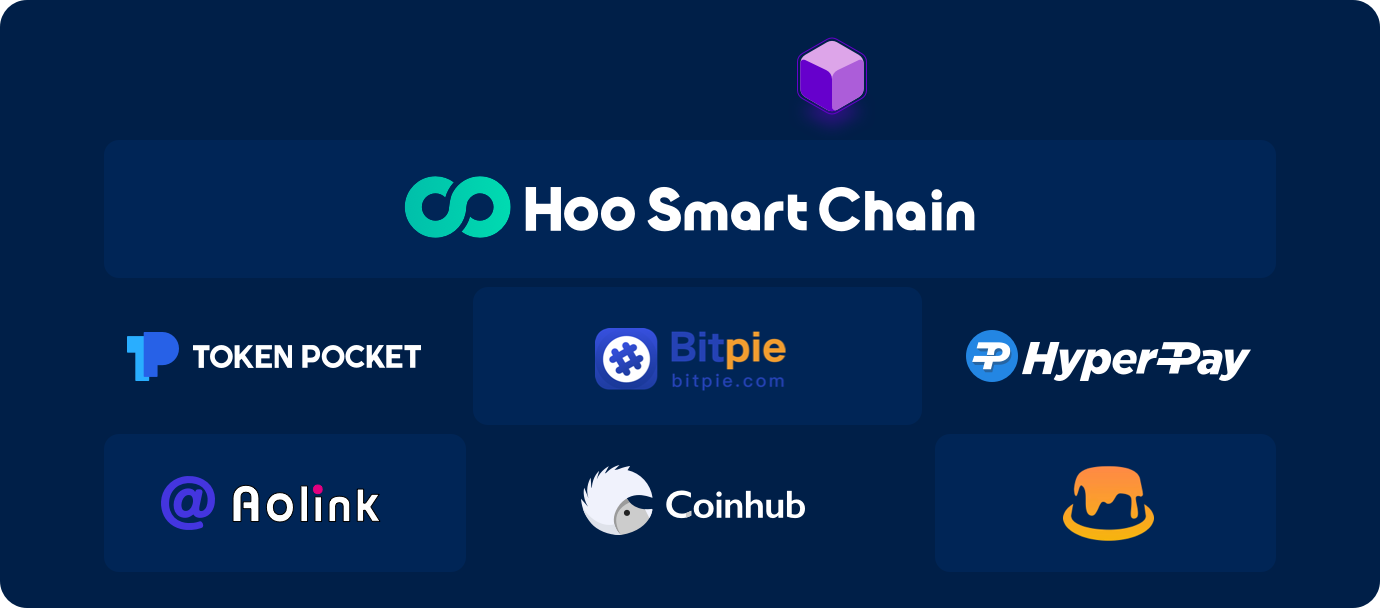 Hoo Smart Chain
TOKEN POCKET
Bitpie
bitpie.com
HyperPay
Aolink
Coinhub